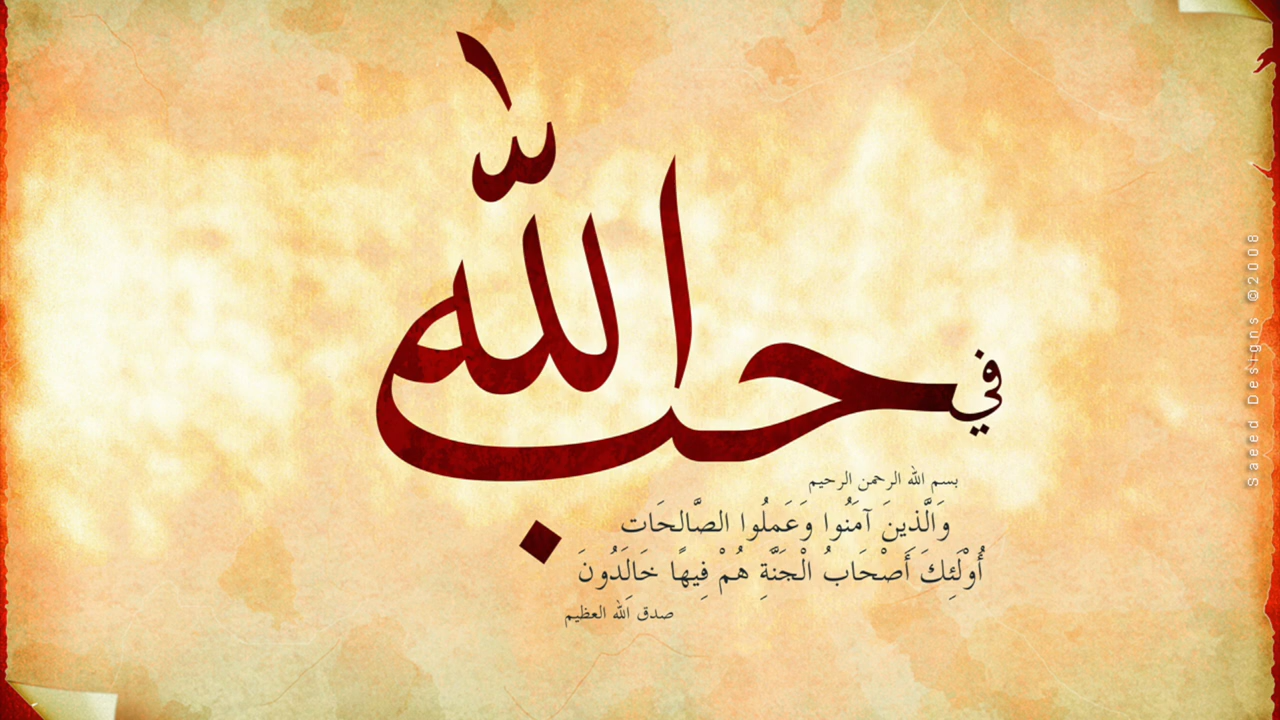 في حب الله
بسم الله الرحمن الرحيم
وَالَّذِينَ آمَنُوا وَعَمِلُوا الصَّالِحَات
أُوْلَئِكَ أَصْحَابُ الْجَنَّةِ هُمْ فِيهًا خَالَدُونَ
صدق الله العظيم
Saeed Designs ©2008